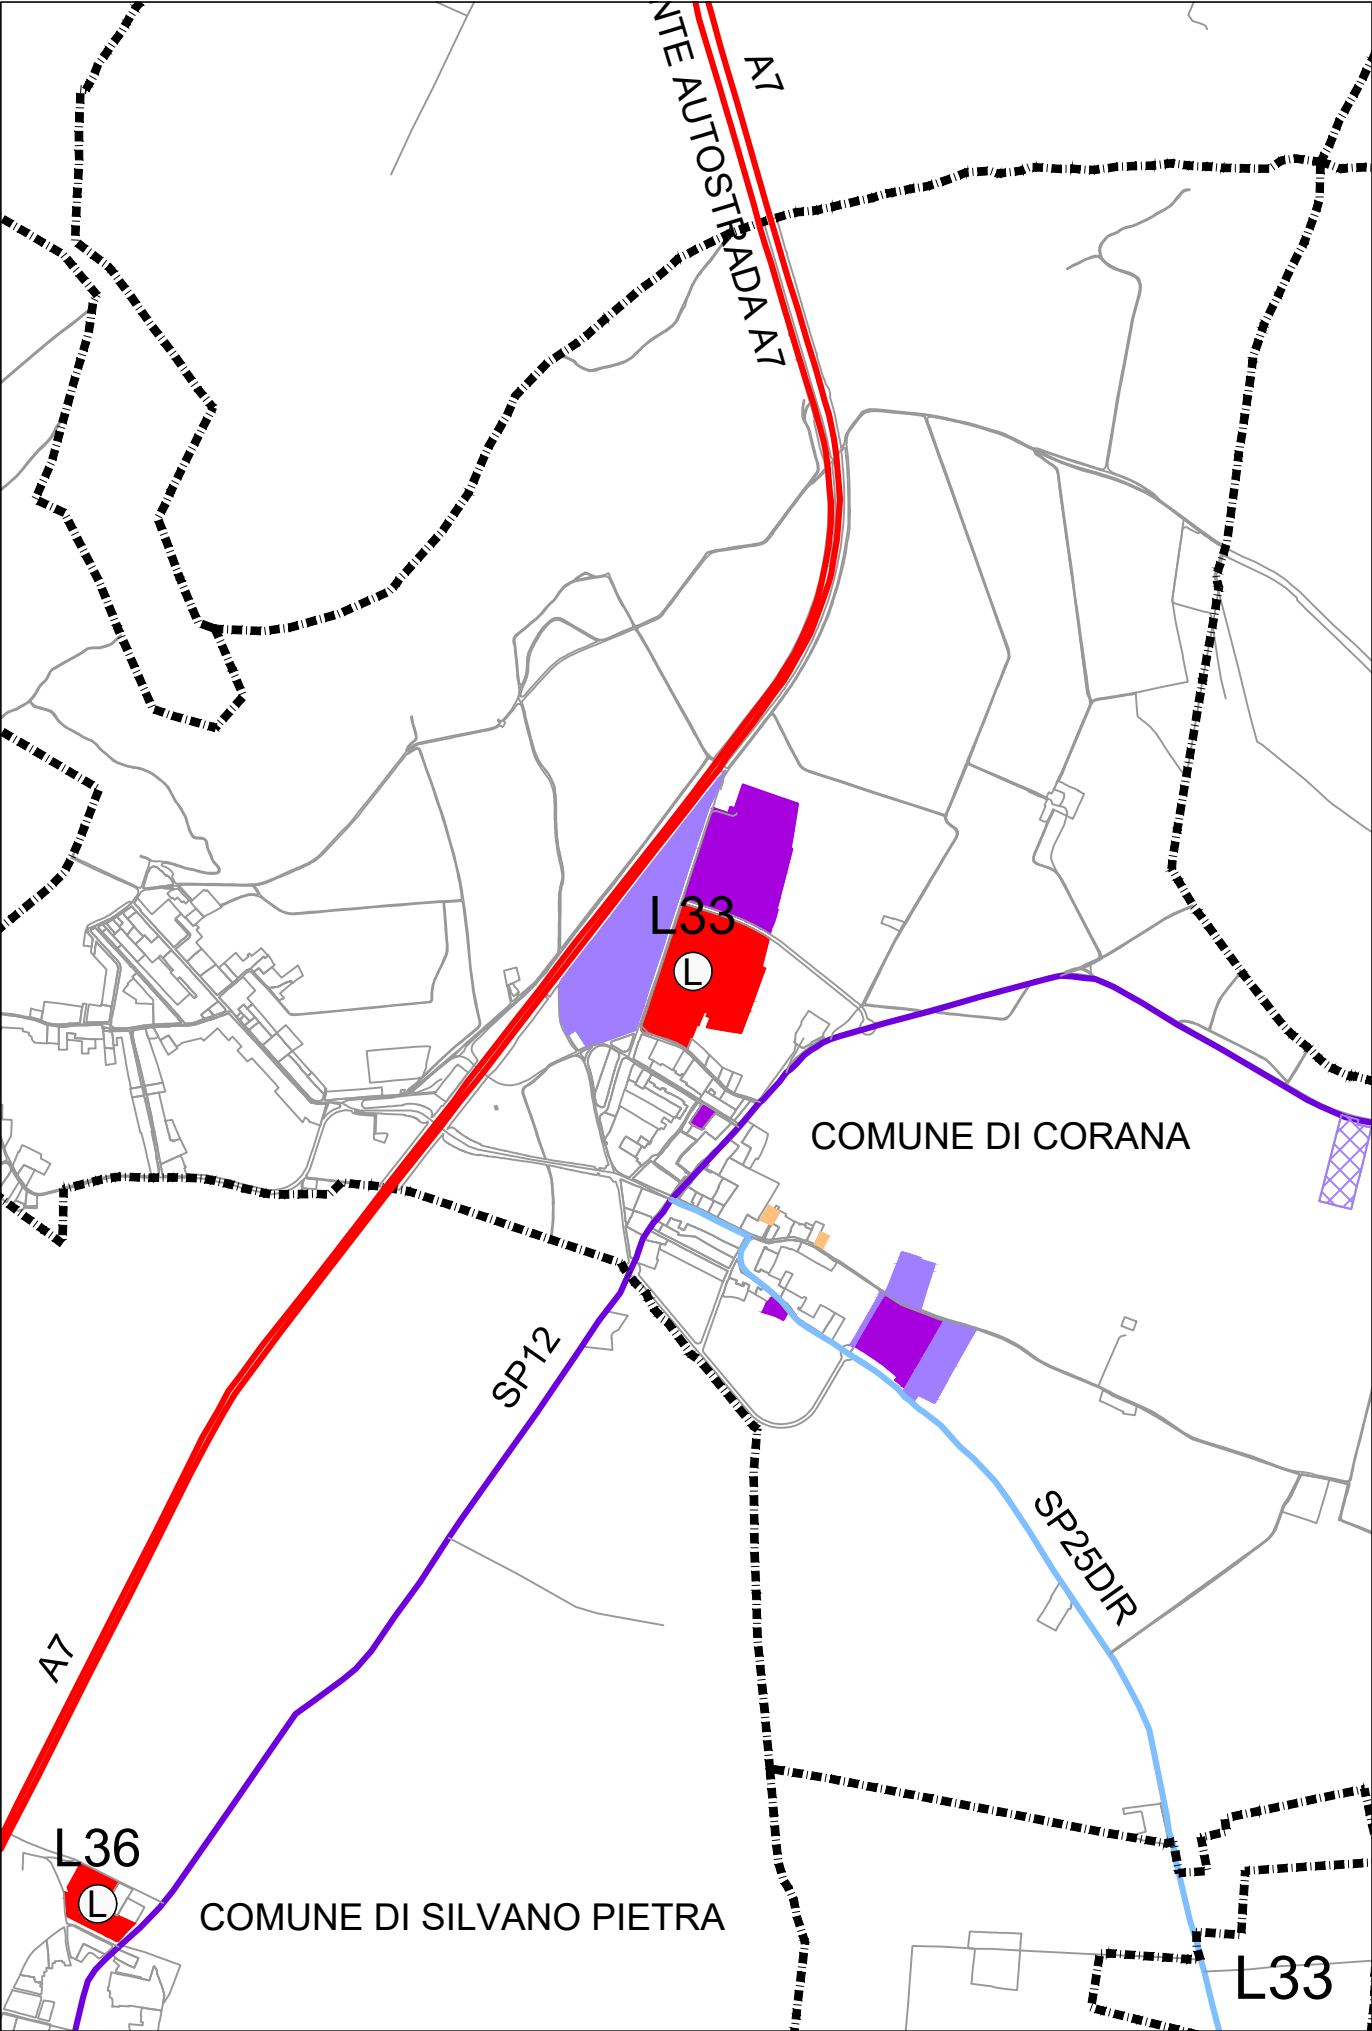 NTE AUTOSTRADA A7
A7
L33
L
COMUNE DI CORANA
SP12
SP25DIR
A7
L36
L
COMUNE DI SILVANO PIETRA
L33